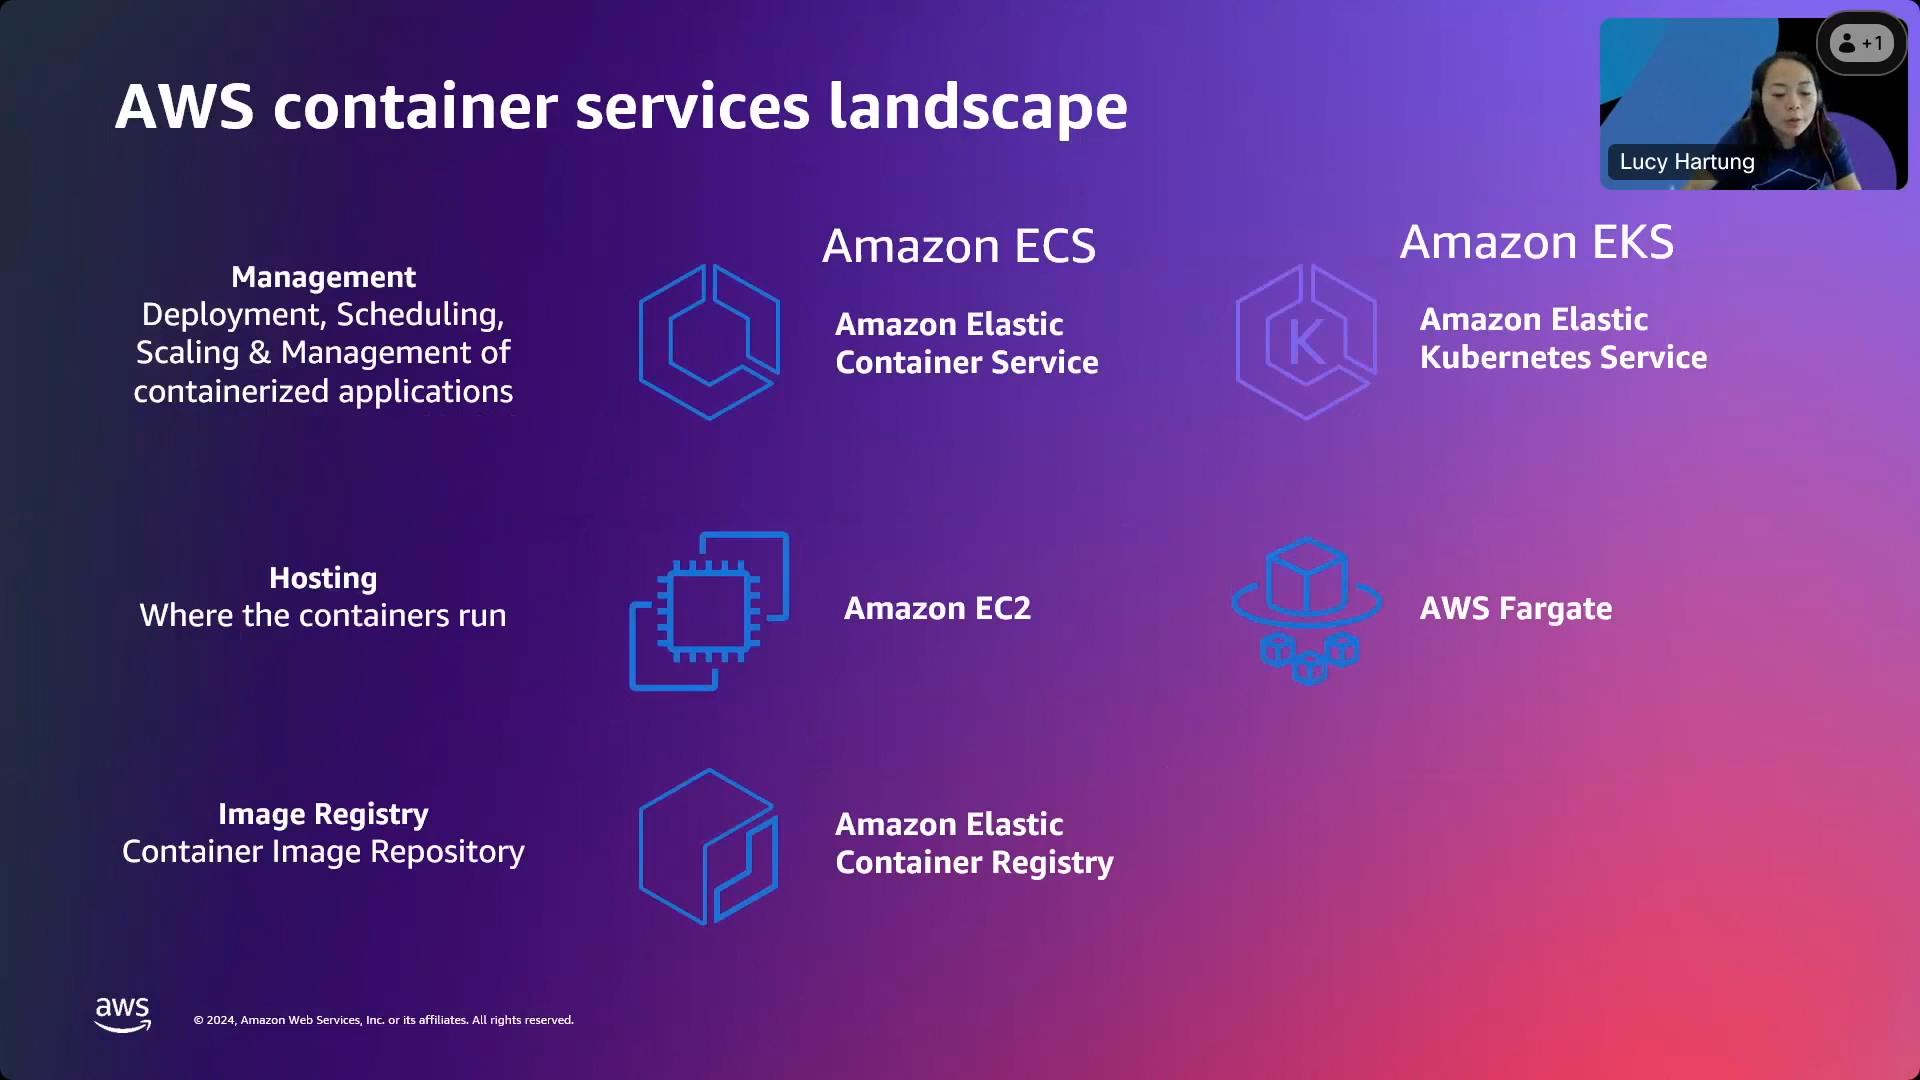 AWS container services landscape
+1
Lucy Hartung
Management
Deployment, Scheduling,
Scaling & Management of
containerized applications
Amazon ECS
Amazon Elastic
Container Service
Amazon EKS
K
Amazon Elastic
Kubernetes Service
Hosting
Where the containers run
Amazon EC2
AWS Fargate
Image Registry
Container Image Repository
Amazon Elastic
Container Registry
aws
© 2024, Amazon Web Services, Inc. or its affiliates. All rights reserved.